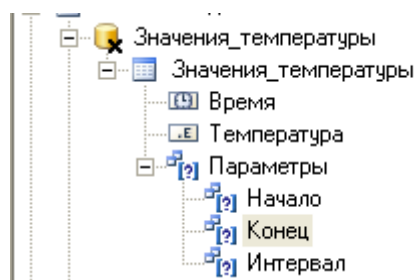 Значения_температуры
Значения_температуры
Время
.E Температура
Параметры
[?] Начало
[?] Конец
[?] Интервал